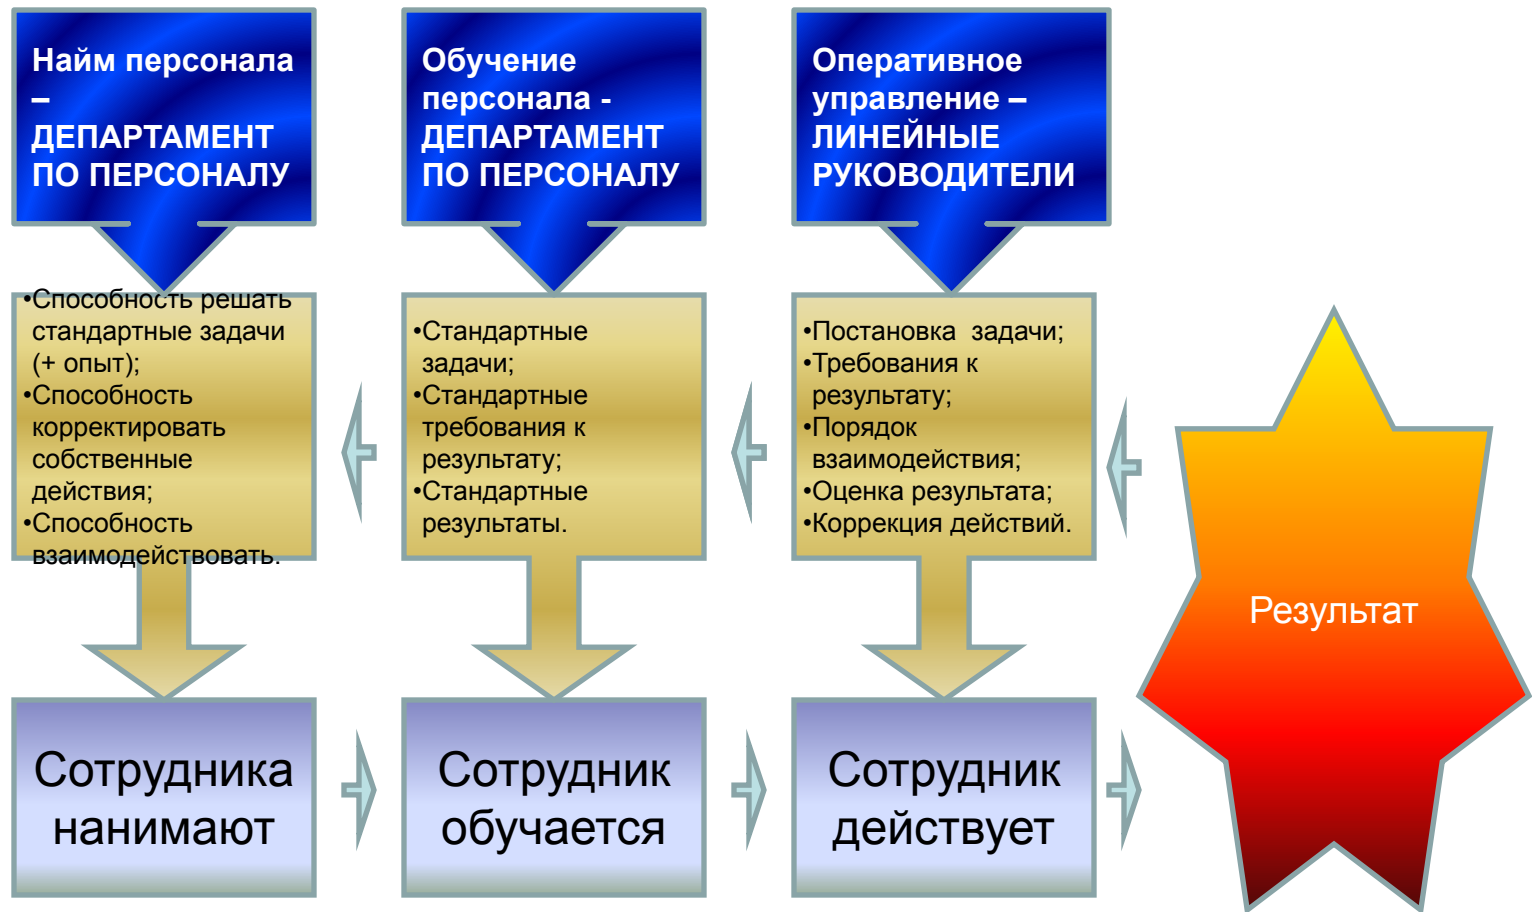 Найм персонала
–
ДЕПАРТАМЕНТ
ПО ПЕРСОНАЛУ
Обучение
персонала -
ДЕПАРТАМЕНТ
ПО ПЕРСОНАЛУ
Оперативное
управление –
ЛИНЕЙНЫЕ
РУКОВОДИТЕЛИ
•Способность решать
стандартные задачи
(+ опыт);
•Способность
корректировать
собственные
действия;
•Способность
взаимодействовать.
•Стандартные
задачи;
•Стандартные
требования к
результату;
•Стандартные
результаты.
•Постановка задачи;
•Требования к
результату;
•Порядок
взаимодействия;
•Оценка результата;
•Коррекция действий.
Результат
Сотрудника
нанимают
Сотрудник
обучается
Сотрудник
действует